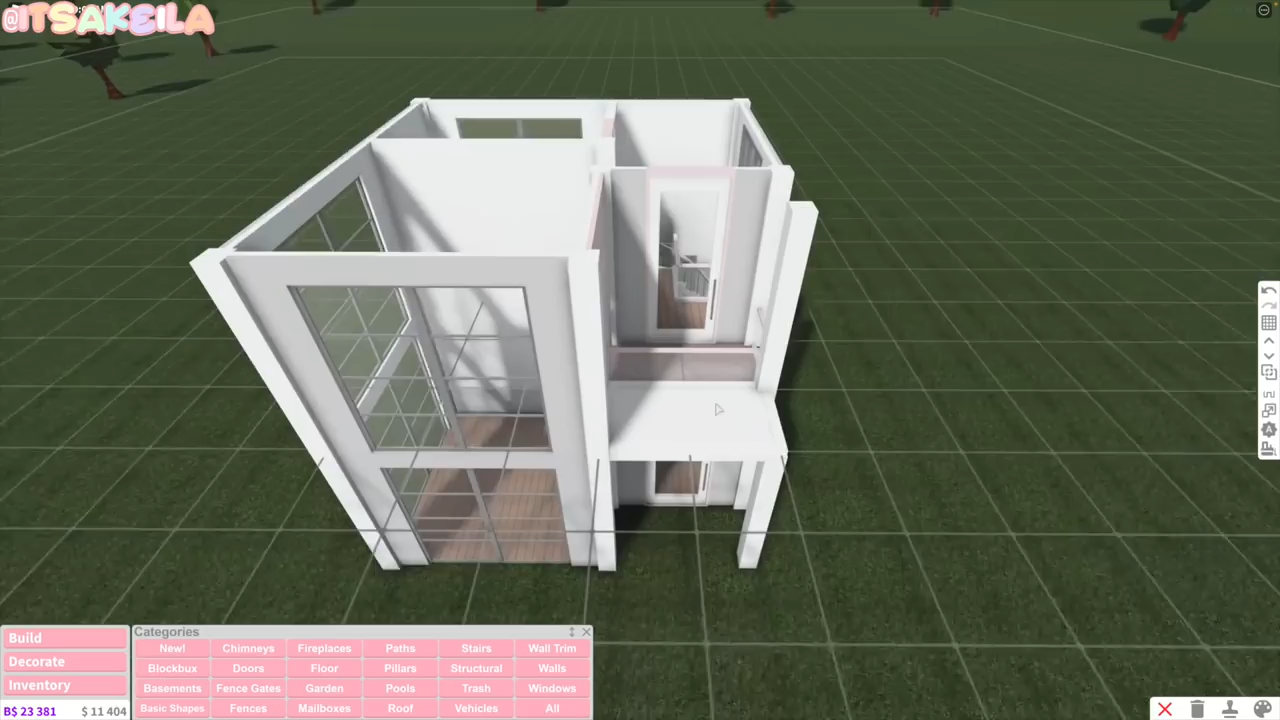 @ITSAKEILA
Categories
New! Chimneys Fireplaces Paths Stairs Wall Trim
Blockbux Doors Floor Pillars Structural Walls
Basements Fence Gates Garden Pools Trash Windows
Basic Shapes Fences Mailboxes Roof Vehicles All
Build
Decorate
Inventory
B$ 23 381 $ 11 404